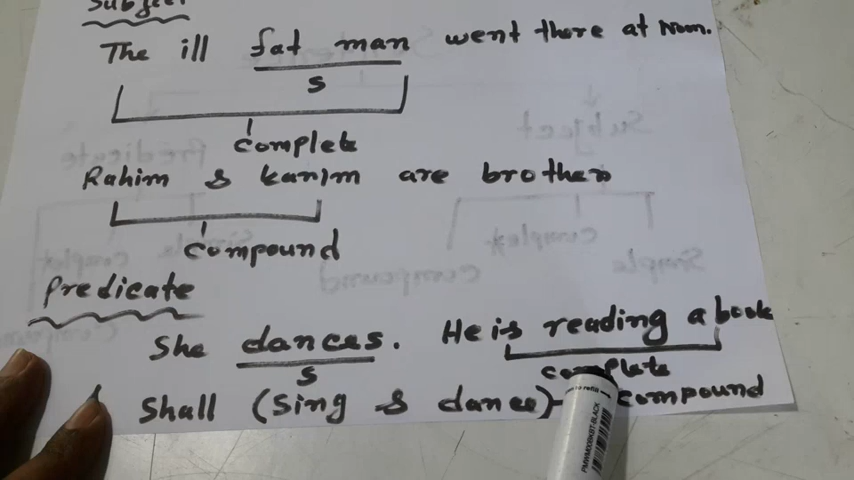 Subject
The ill fat man went there at Noon.
S
complete
Rahim & Karim are brothers
compound
Predicate
She dances. He is reading a book
S complete
Shall (Sing & dance)- compound